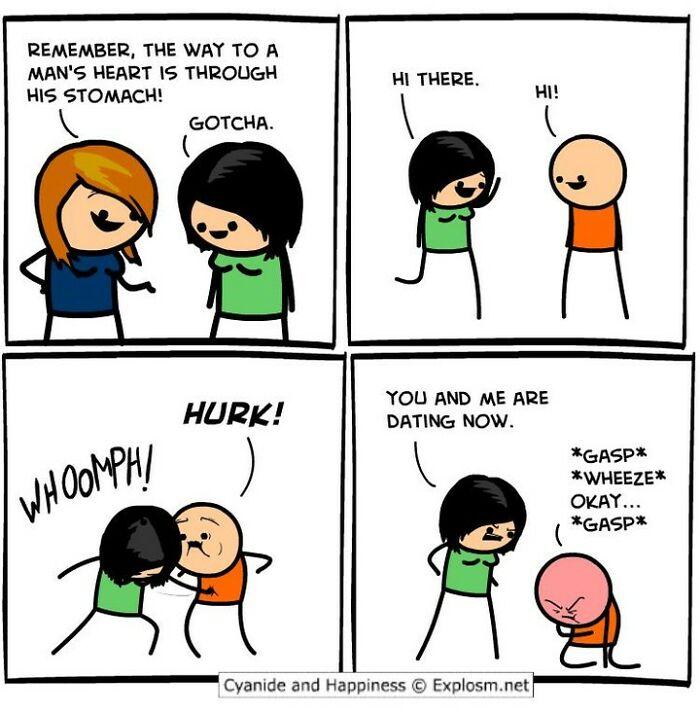 REMEMBER, THE WAY TO A
MAN'S HEART IS THROUGH
HIS STOMACH!
GOTCHA.
HI THERE.
HI!
WHOOMPH!
HURK!
YOU AND ME ARE
DATING NOW.
*GASP*
*WHEEZE*
OKAY...
*GASP*
Cyanide and Happiness © Explosm.net